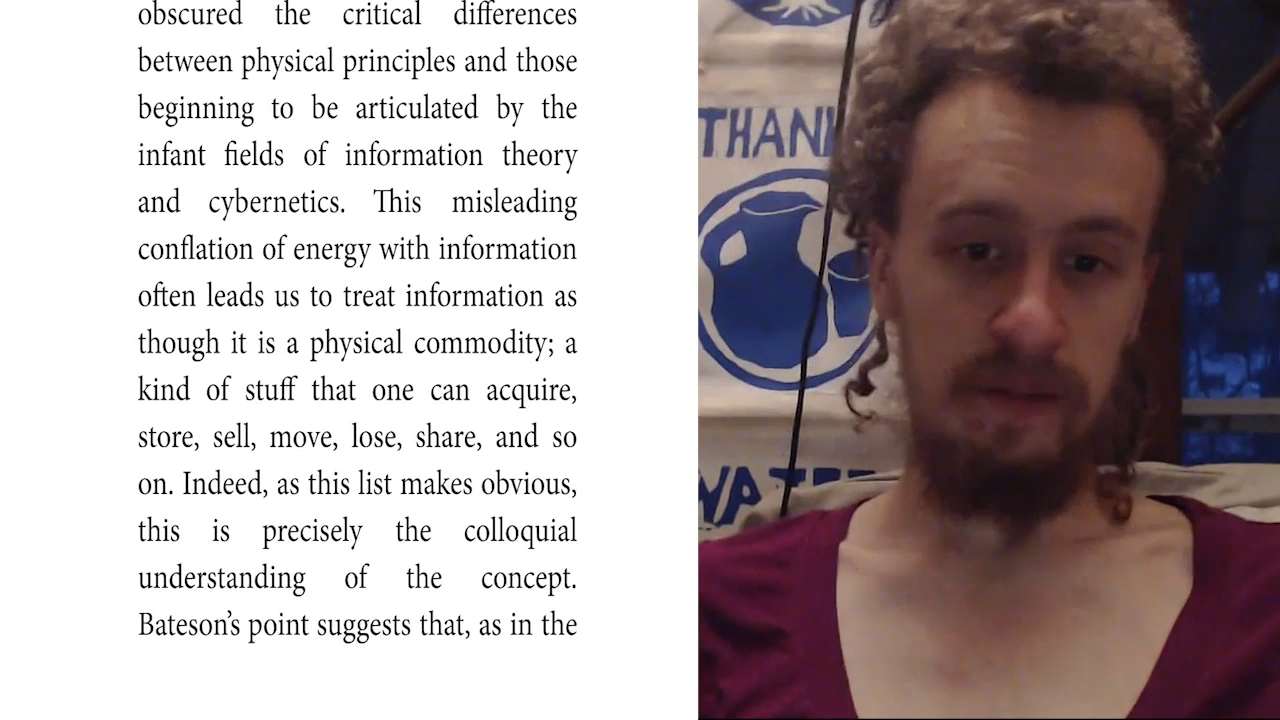 obscured the critical differences
between physical principles and those
beginning to be articulated by the
infant fields of information theory
and cybernetics. This misleading
conflation of energy with information
often leads us to treat information as
though it is a physical commodity; a
kind of stuff that one can acquire,
store, sell, move, lose, share, and so
on. Indeed, as this list makes obvious,
this is precisely the colloquial
understanding of the concept.
Bateson's point suggests that, as in the
THAN